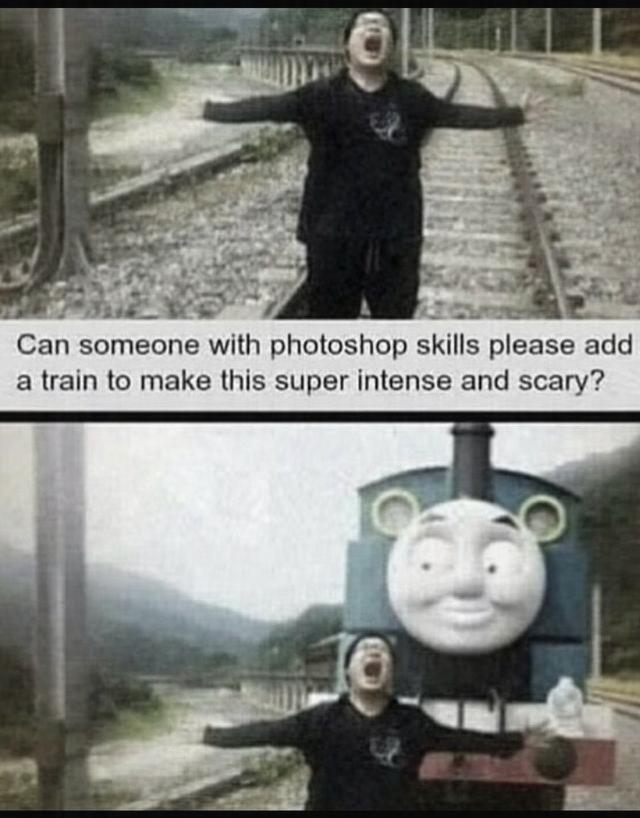 Can someone with photoshop skills please add
a train to make this super intense and scary?